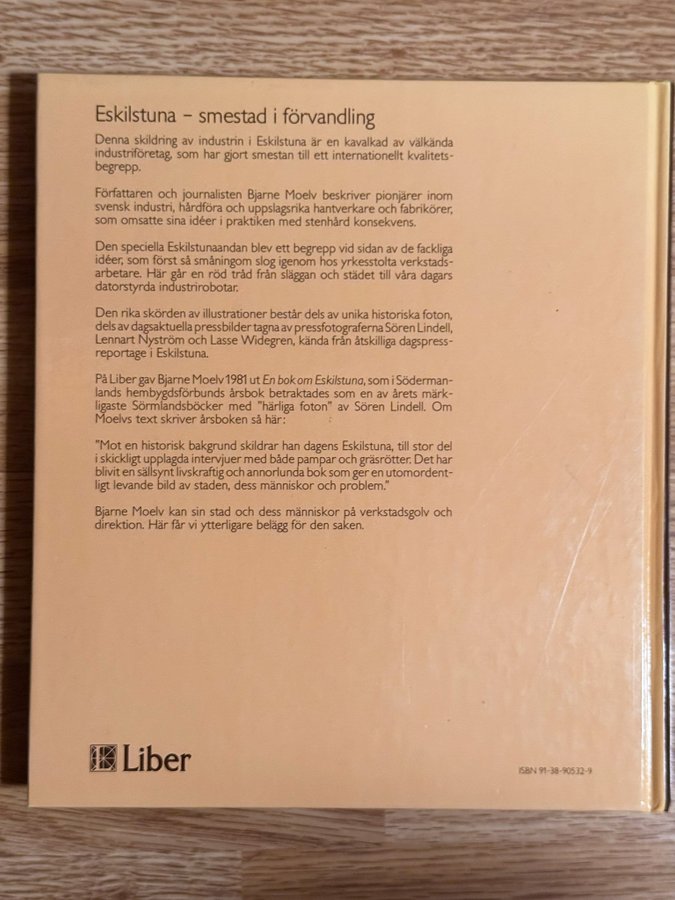 Eskilstuna – smestad i förvandling
Denna skildring av industrin i Eskilstuna är en kavalkad av välkända
industriföretag, som har gjort smestan till ett internationellt kvalitets-
begrepp.
Författaren och journalisten Bjarne Moelv beskriver pionjärer inom
svensk industri, hårdföra och uppslagsrika hantverkare och fabrikörer,
som omsatte sina idéer i praktiken med stenhård konsekvens.
Den speciella Eskilstunaandan blev ett begrepp vid sidan av de fackliga
idéer, som först så småningom slog igenom hos yrkesstolta verkstads-
arbetare. Här går en röd tråd från släggan och städet till våra dagars
datorstyrda industrirobotar.
Den rika skörden av illustrationer består dels av unika historiska foton,
dels av dagsaktuella pressbilder tagna av pressfotograferna Sören Lindell,
Lennart Nyström och Lasse Widegren, kända från åtskilliga dagspress-
reportage i Eskilstuna.
På Liber gav Bjarne Moelv 1981 ut En bok om Eskilstuna, som i Söderman-
lands hembygdsförbunds årsbok betraktades som en av årets märk-
ligaste Sörmlandsböcker med "härliga foton" av Sören Lindell. Om
Moelvs text skriver årsboken så här:
"Mot en historisk bakgrund skildrar han dagens Eskilstuna, till stor del
i skickligt upplagda intervjuer med både pampar och gräsrötter. Det har
blivit en sällsynt livskraftig och annorlunda bok som ger en utomordent-
ligt levande bild av staden, dess människor och problem."
Bjarne Moelv kan sin stad och dess människor på verkstadsgolv och
direktion. Här får vi ytterligare belägg för den saken.
Liber
ISBN 91-38-90532-9